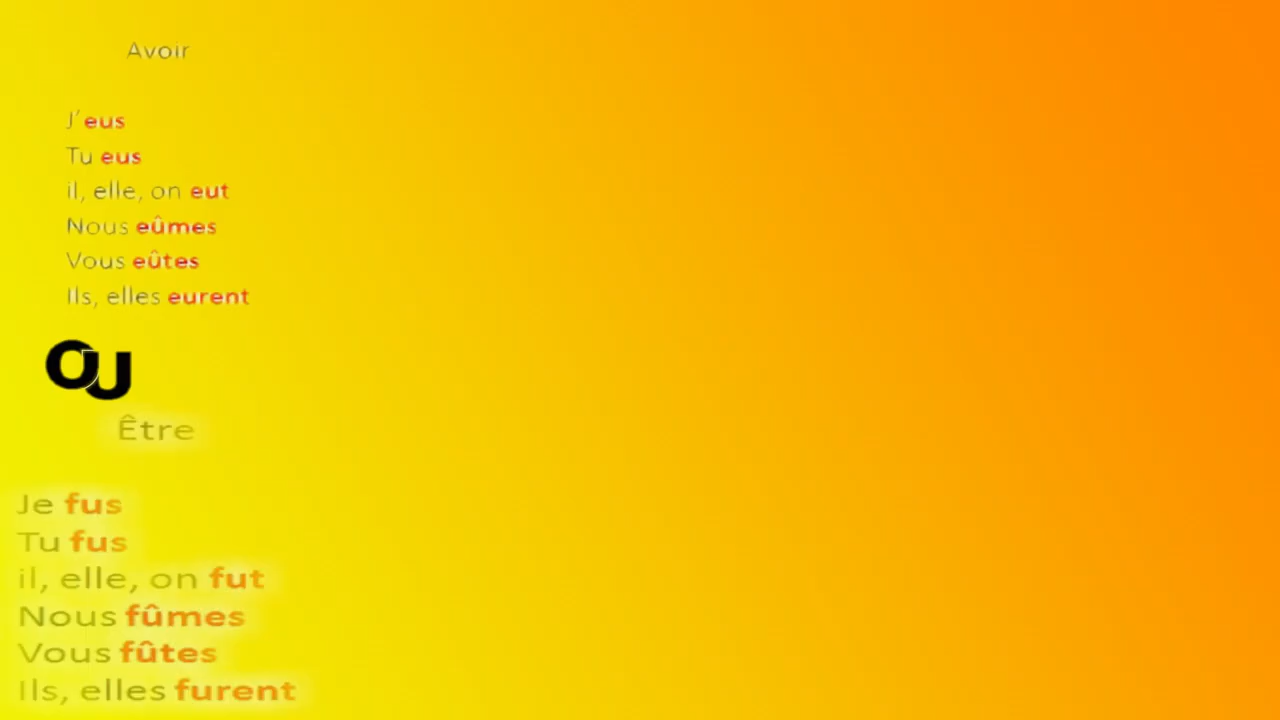 Avoir
J'eus
Tu eus
il, elle, on eut
Nous eûmes
Vous eûtes
Ils, elles eurent
OU
Être
Je fus
Tu fus
il, elle, on fut
Nous fûmes
Vous fûtes
Ils, elles furent